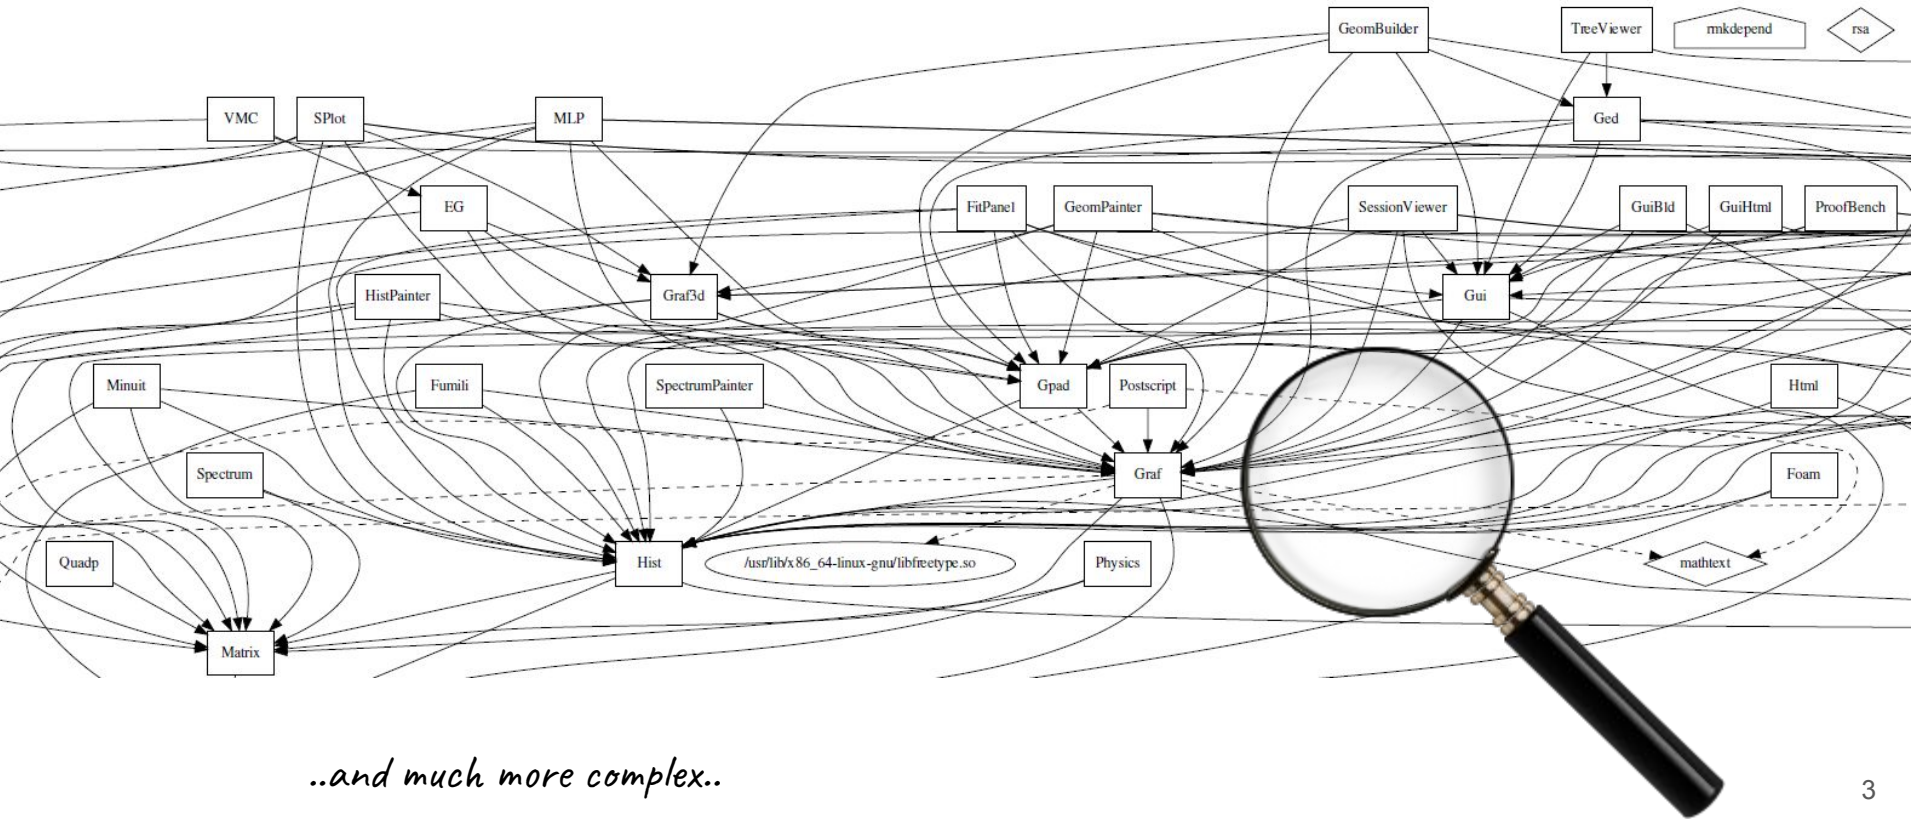 GeomBuilder TreeViewer rmkdepend rsa
VMC SPlot MLP Ged
EG FitPanel GeomPainter SessionViewer GuiBld GuiHtml ProofBench
HistPainter Graf3d Gui
Minuit Fumili SpectrumPainter Gpad Postscript Html
Spectrum Graf Foam
Quadp Hist /usr/lib/x86_64-linux-gnu/libfreetype.so Physics mathtext
Matrix
..and much more complex..
3